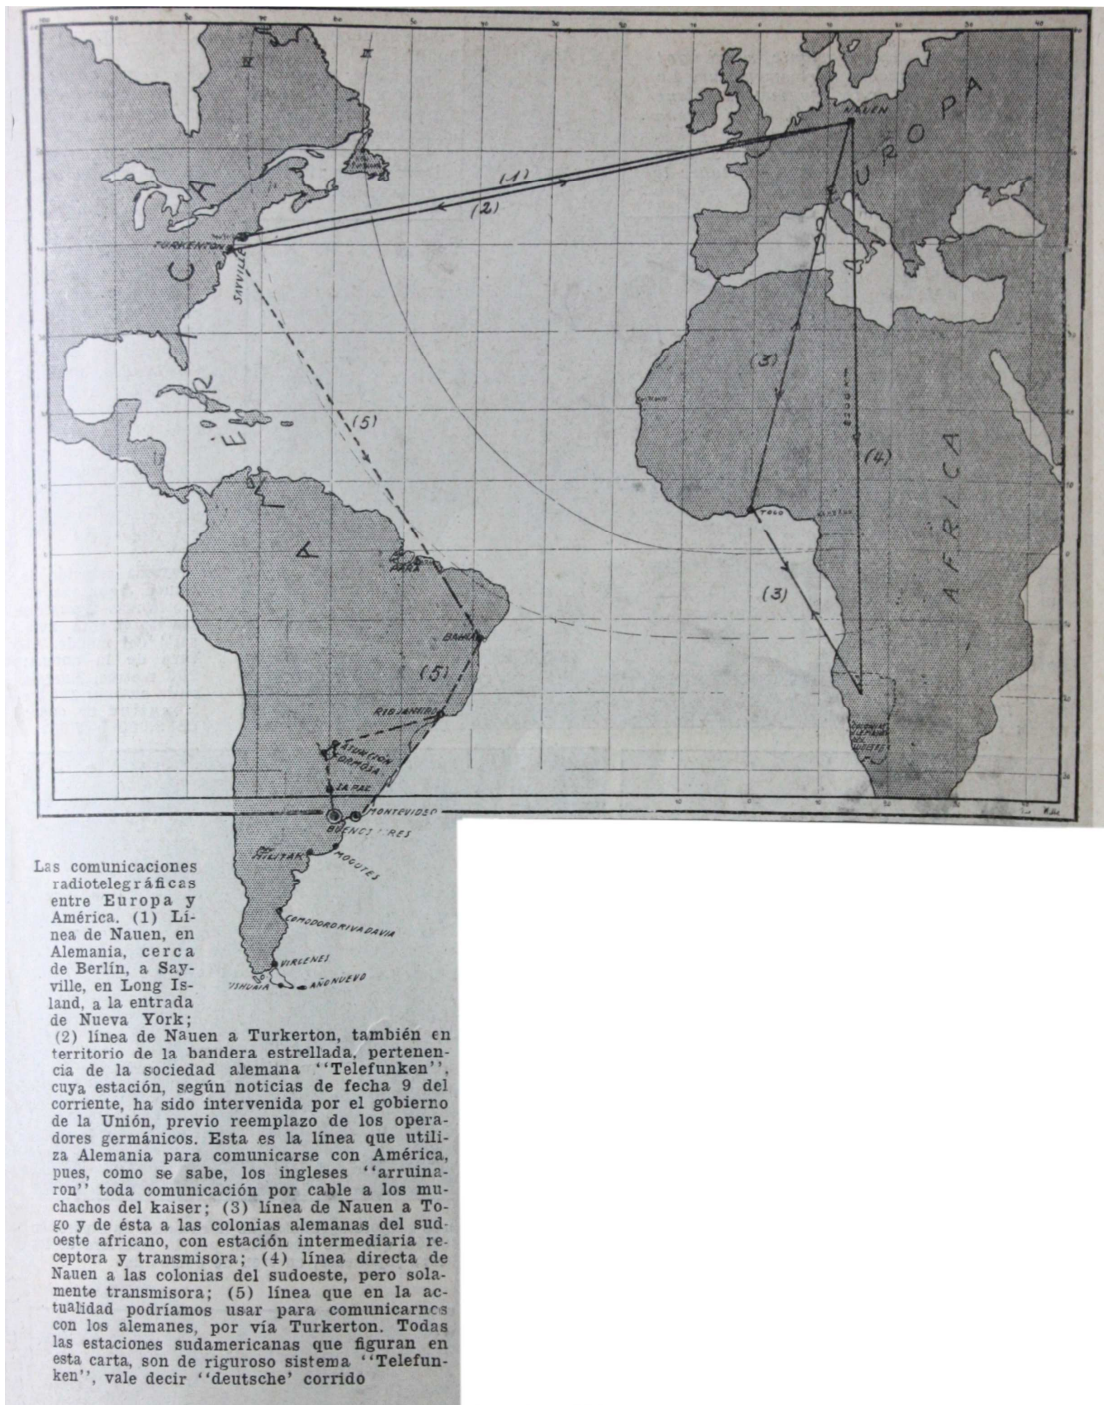 NAUEN
EUROPA
(1)
(2)
TURKENTON
SAYVILLE
AMÉRICA
(3)
(5)
(4)
AFRICA
TOGO
(3)
PARÁ
BAHIA
(5)
RIO JANEIRO
ASUNCION
FORMOSA
LA PAZ
MONTEVIDEO
BUENOS AIRES
MILITAR
MOGOTES
COMODORO RIVADAVIA
VIRGENES
USHUAIA
AÑO NUEVO
Las comunicaciones
radiotelegráficas
entre Europa y
América. (1) Lí-
nea de Nauen, en
Alemania, cerca
de Berlín, a Say-
ville, en Long Is-
land, a la entrada
de Nueva York;
(2) línea de Nauen a Turkerton, también en
territorio de la bandera estrellada, pertenen-
cia de la sociedad alemana "Telefunken",
cuya estación, según noticias de fecha 9 del
corriente, ha sido intervenida por el gobierno
de la Unión, previo reemplazo de los opera-
dores germánicos. Esta es la línea que utili-
za Alemania para comunicarse con América,
pues, como se sabe, los ingleses "arruina-
ron" toda comunicación por cable a los mu-
chachos del kaiser; (3) línea de Nauen a To-
go y de ésta a las colonias alemanas del sud-
oeste africano, con estación intermediaria re-
ceptora y transmisora; (4) línea directa de
Nauen a las colonias del sudoeste, pero sola-
mente transmisora; (5) línea que en la ac-
tualidad podríamos usar para comunicarnos
con los alemanes, por vía Turkerton. Todas
las estaciones sudamericanas que figuran en
esta carta, son de riguroso sistema "Telefun-
ken", vale decir "deutsche' corrido